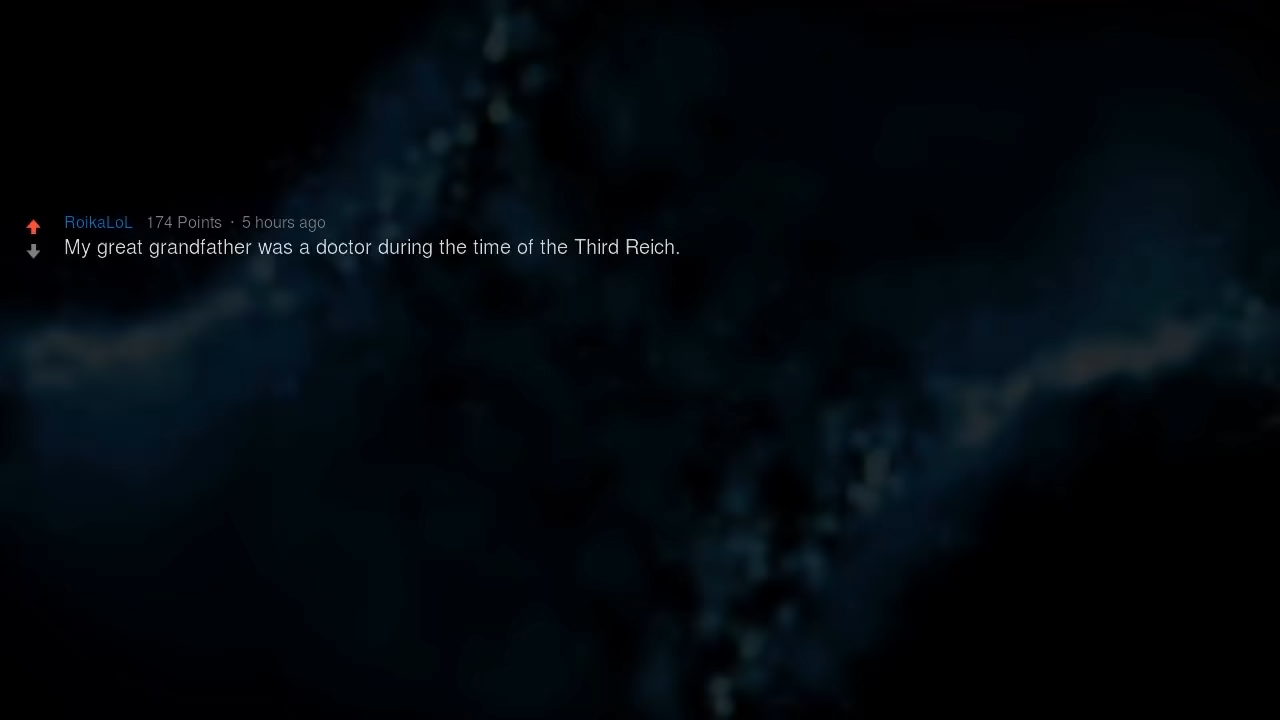 RoikaLoL 174 Points · 5 hours ago
My great grandfather was a doctor during the time of the Third Reich.